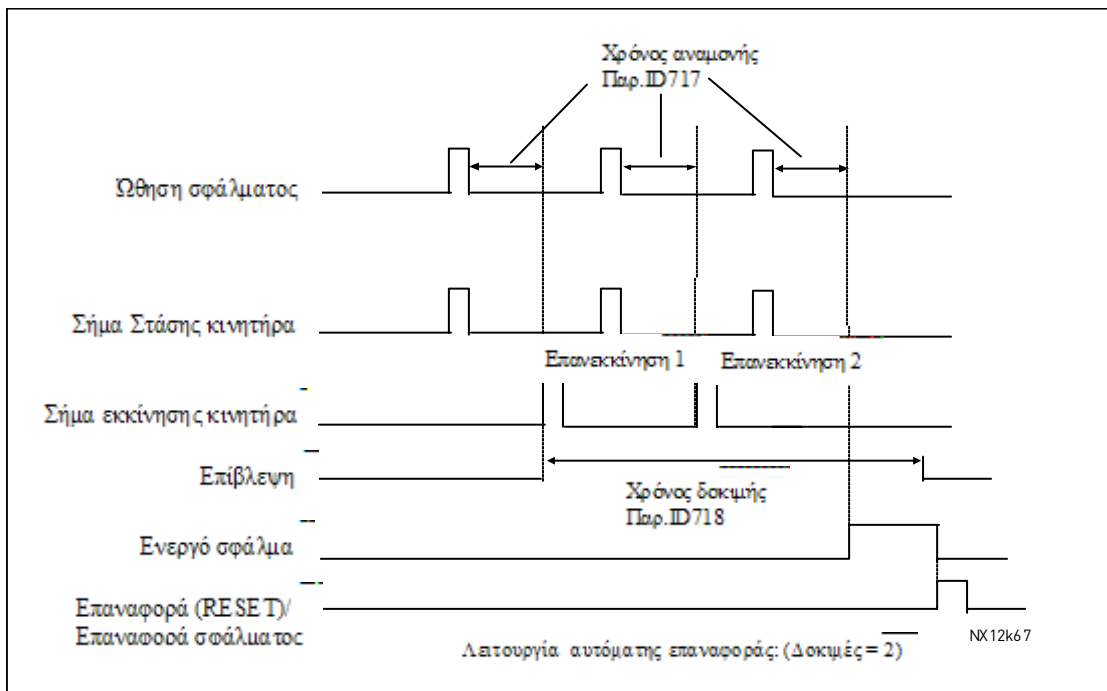 Χρόνος αναμονής
Παρ.ID717
Ώθηση σφάλματος
Σήμα Στάσης κινητήρα
Επανεκκίνηση 1
Επανεκκίνηση 2
Σήμα εκκίνησης κινητήρα
Επίβλεψη
Χρόνος δοκιμής
Παρ.ID718
Ενεργό σφάλμα
Επαναφορά (RESET)/
Επαναφορά σφάλματος
NX12k67
Λειτουργία αυτόματης επαναφοράς: (Δοκιμές = 2)